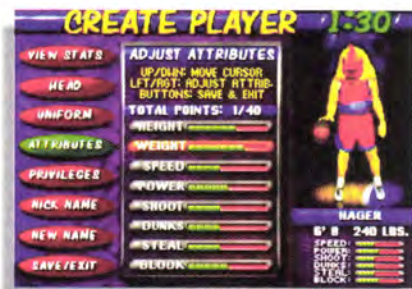 CREATE PLAYER 1:30
VIEW STATS
HEAD
UNIFORM
ATTRIBUTES
PRIVILEGES
NICK NAME
NEW NAME
SAVE/EXIT
ADJUST ATTRIBUTES
UP/DWN: MOVE CURSOR
LFT/RGT: ADJUST ATTRIB-
BUTTONS: SAVE & EXIT
TOTAL POINTS: 1/40
HEIGHT
WEIGHT
SPEED
POWER
SHOOT
DUNKS
STEAL
BLOCK
HAGER
6' 8 240 LBS.
SPEED:
POWER:
SHOOT:
DUNKS:
STEAL:
BLOCK: